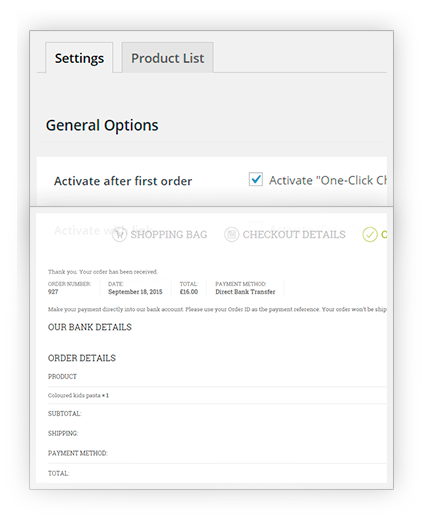 Settings Product List
General Options
Activate after first order Activate "One-Click Ch
SHOPPING BAG CHECKOUT DETAILS O
Thank you. Your order has been received.
ORDER NUMBER: DATE: TOTAL: PAYMENT METHOD:
927 September 18, 2015 £16.00 Direct Bank Transfer
Make your payment directly into our bank account. Please use your Order ID as the payment reference. Your order won't be ship
OUR BANK DETAILS
ORDER DETAILS
PRODUCT
Coloured kids pasta × 1
SUBTOTAL:
SHIPPING:
PAYMENT METHOD:
TOTAL: